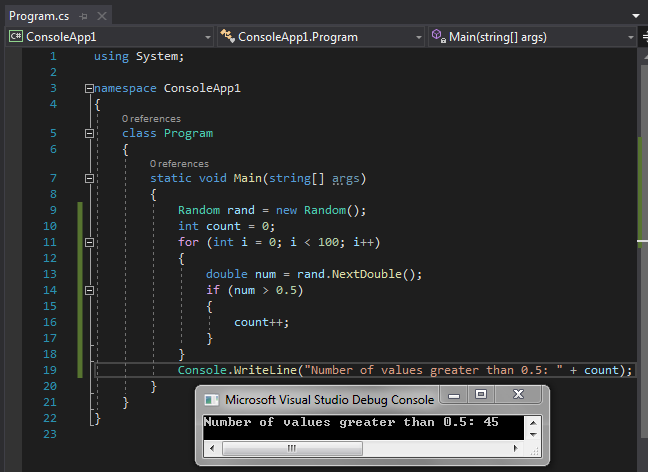 Program.cs
ConsoleApp1 ConsoleApp1.Program Main(string[] args)
1 using System;
2
3 namespace ConsoleApp1
4 {
0 references
5 class Program
6 {
0 references
7 static void Main(string[] args)
8 {
9 Random rand = new Random();
10 int count = 0;
11 for (int i = 0; i < 100; i++)
12 {
13 double num = rand.NextDouble();
14 if (num > 0.5)
15 {
16 count++;
17 }
18 }
19 Console.WriteLine("Number of values greater than 0.5: " + count);
20 }
21 }
22 }
23
Microsoft Visual Studio Debug Console
Number of values greater than 0.5: 45